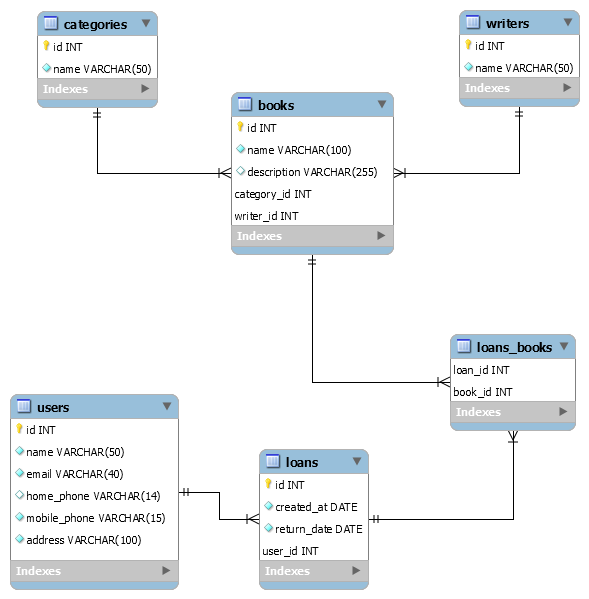 categories
id INT
name VARCHAR(50)
Indexes
writers
id INT
name VARCHAR(50)
Indexes
books
id INT
name VARCHAR(100)
description VARCHAR(255)
category_id INT
writer_id INT
Indexes
loans_books
loan_id INT
book_id INT
Indexes
users
id INT
name VARCHAR(50)
email VARCHAR(40)
home_phone VARCHAR(14)
mobile_phone VARCHAR(15)
address VARCHAR(100)
Indexes
loans
id INT
created_at DATE
return_date DATE
user_id INT
Indexes